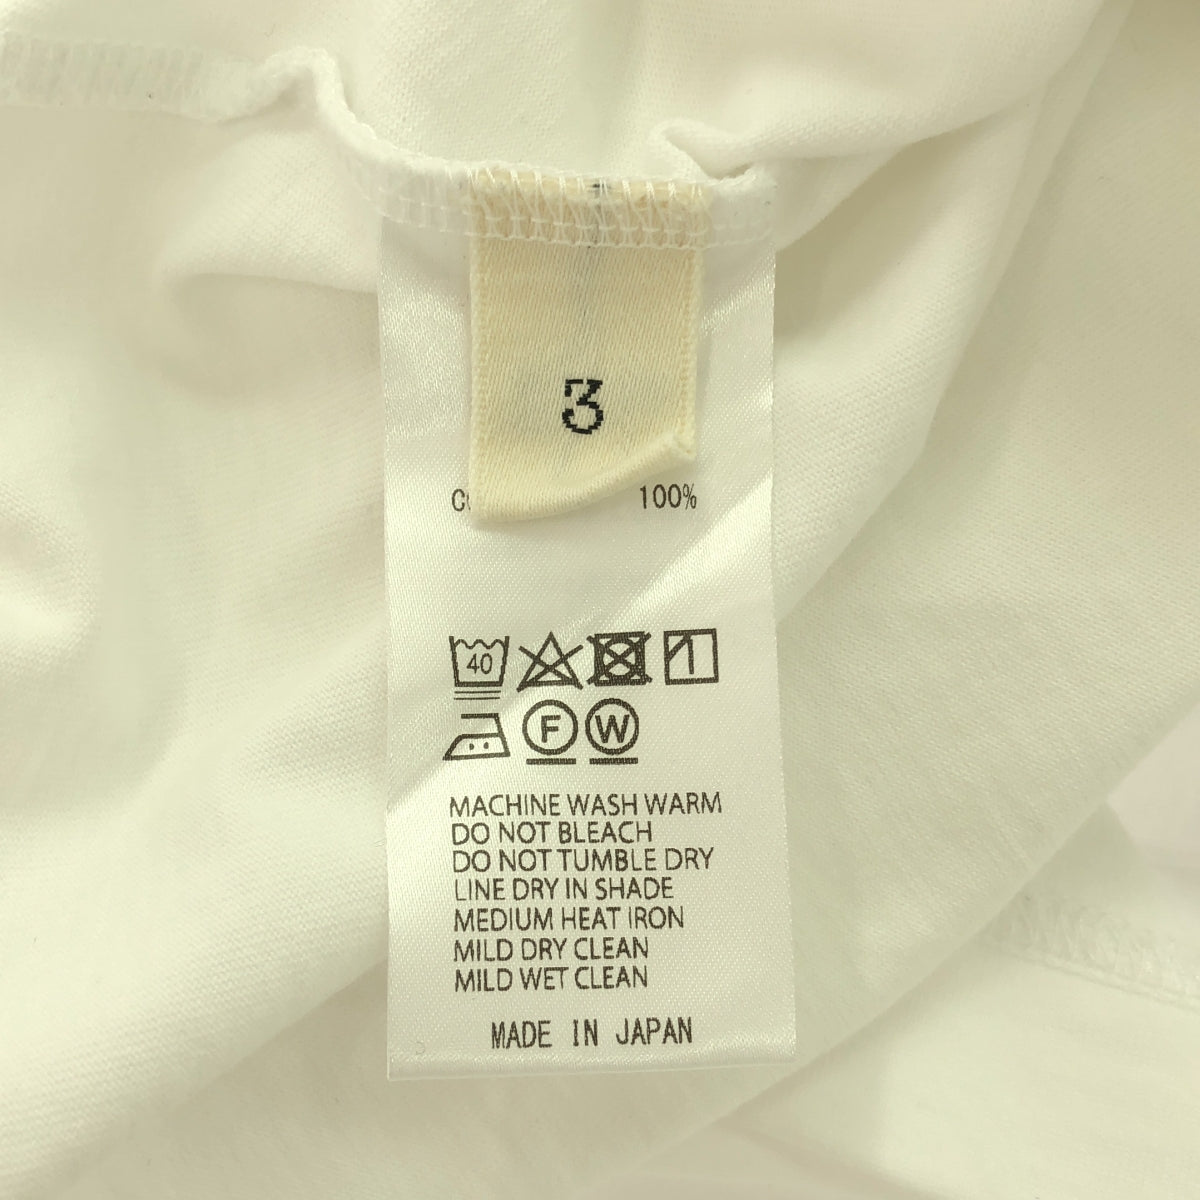 3
100%
40
F W
MACHINE WASH WARM
DO NOT BLEACH
DO NOT TUMBLE DRY
LINE DRY IN SHADE
MEDIUM HEAT IRON
MILD DRY CLEAN
MILD WET CLEAN
MADE IN JAPAN